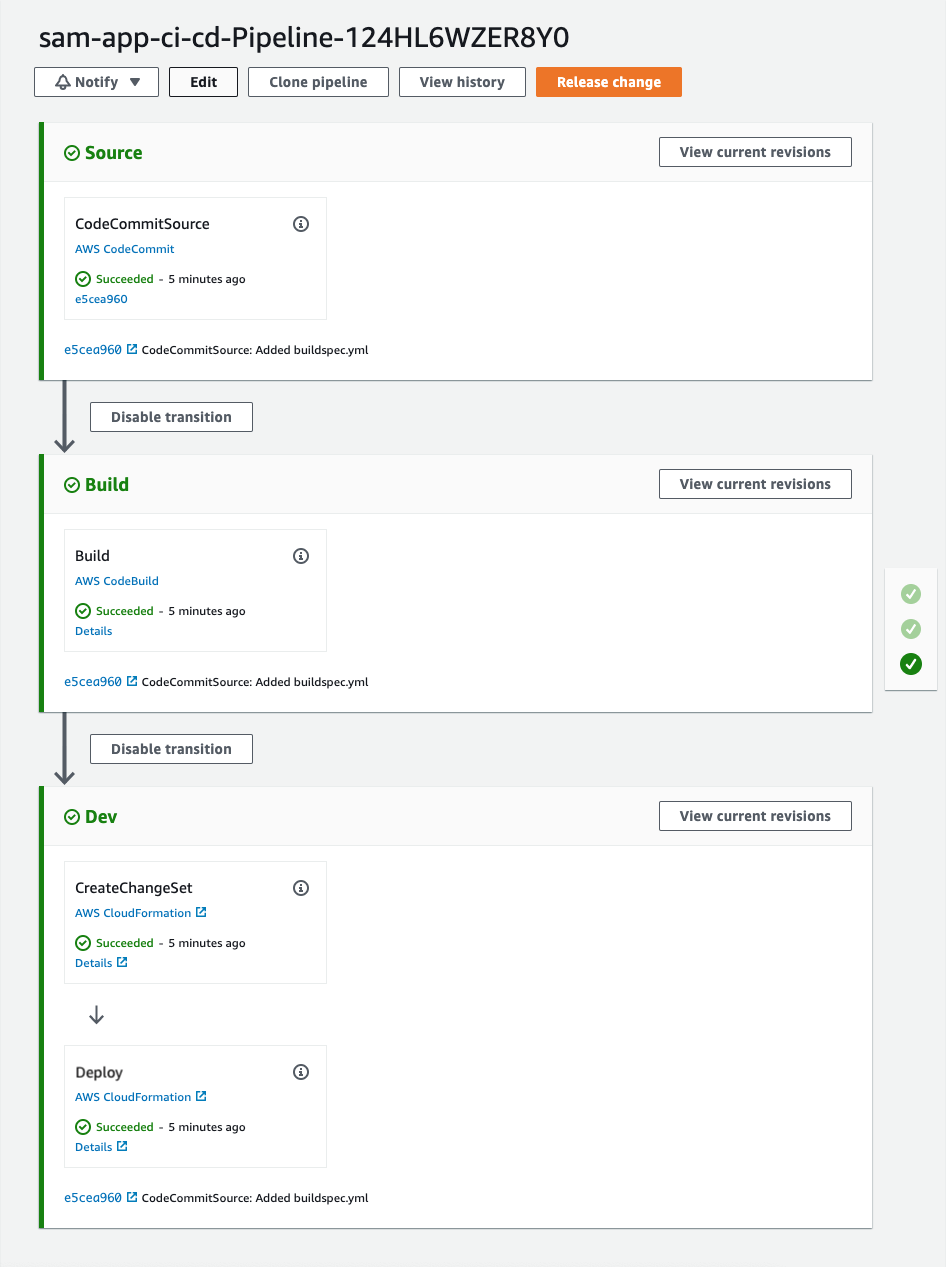 sam-app-ci-cd-Pipeline-124HL6WZER8Y0
Notify Edit Clone pipeline View history Release change
Source View current revisions
CodeCommitSource
AWS CodeCommit
Succeeded - 5 minutes ago
e5cea960
e5cea960 CodeCommitSource: Added buildspec.yml
Disable transition
Build View current revisions
Build
AWS CodeBuild
Succeeded - 5 minutes ago
Details
e5cea960 CodeCommitSource: Added buildspec.yml
Disable transition
Dev View current revisions
CreateChangeSet
AWS CloudFormation
Succeeded - 5 minutes ago
Details
Deploy
AWS CloudFormation
Succeeded - 5 minutes ago
Details
e5cea960 CodeCommitSource: Added buildspec.yml